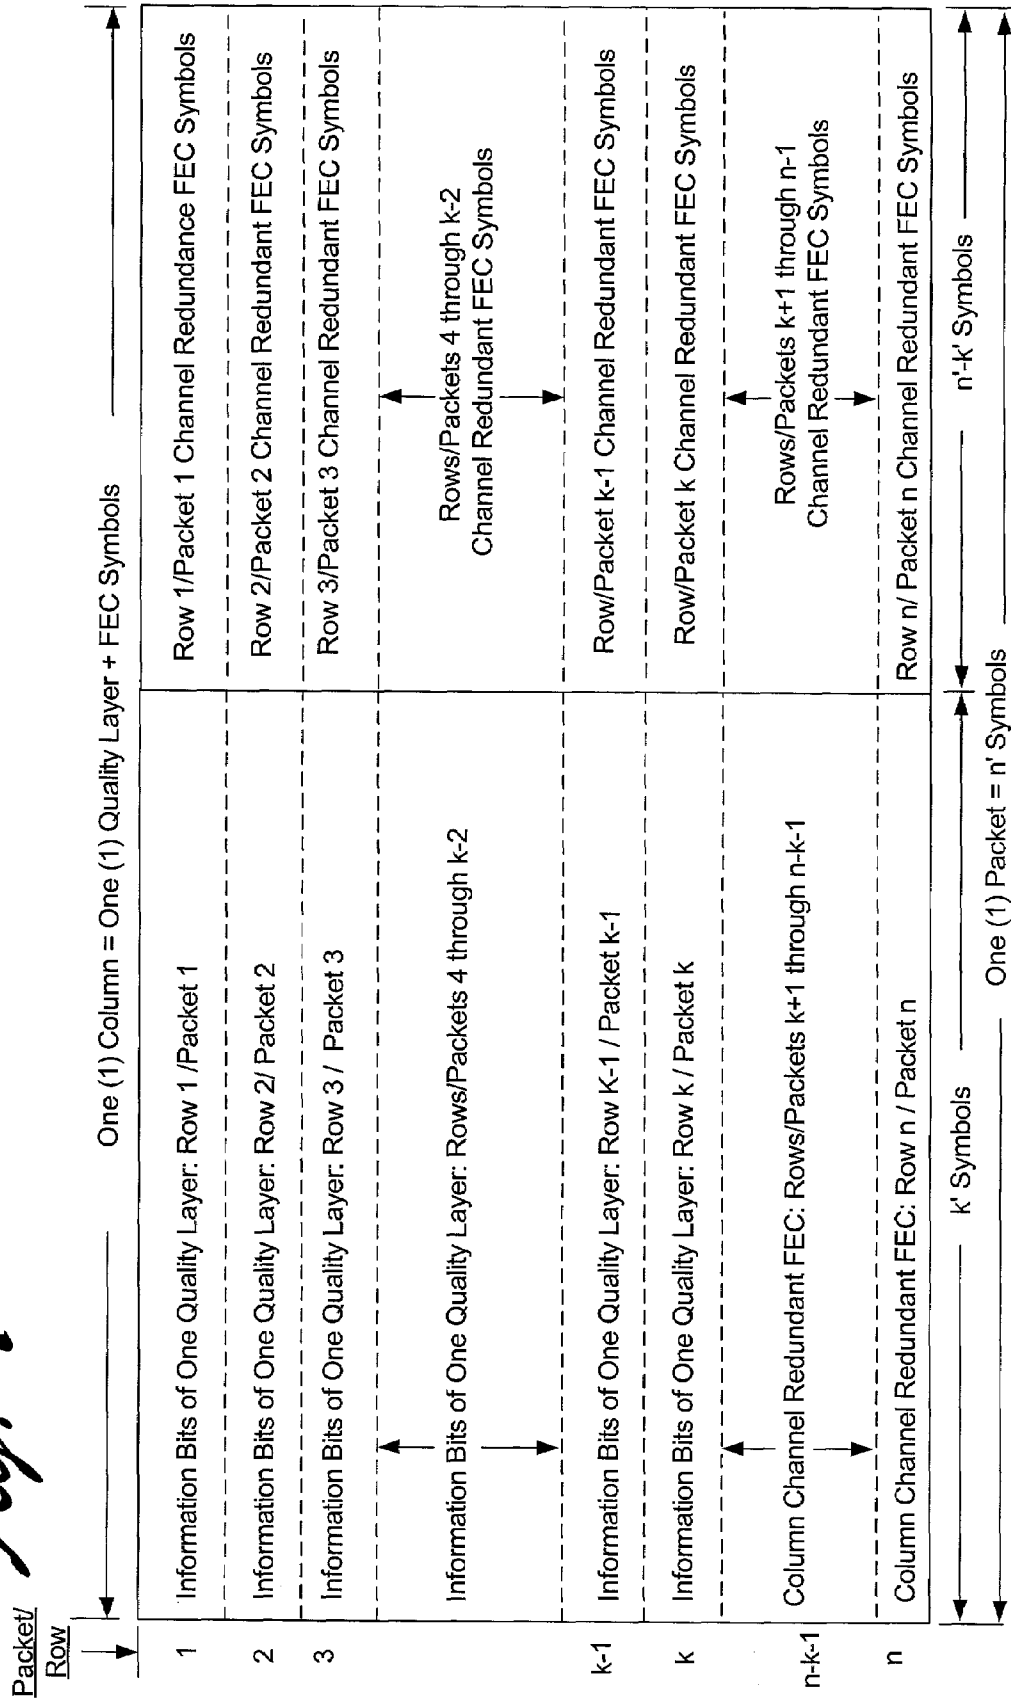 Packet/
Row
One (1) Column = One (1) Quality Layer + FEC Symbols
1
Information Bits of One Quality Layer: Row 1 /Packet 1
Row 1/Packet 1 Channel Redundance FEC Symbols
2
Information Bits of One Quality Layer: Row 2/ Packet 2
Row 2/Packet 2 Channel Redundant FEC Symbols
3
Information Bits of One Quality Layer: Row 3 / Packet 3
Row 3/Packet 3 Channel Redundant FEC Symbols
Information Bits of One Quality Layer: Rows/Packets 4 through k-2
Rows/Packets 4 through k-2
Channel Redundant FEC Symbols
k-1
Information Bits of One Quality Layer: Row K-1 / Packet k-1
Row/Packet k-1 Channel Redundant FEC Symbols
k
Information Bits of One Quality Layer: Row k / Packet k
Row/Packet k Channel Redundant FEC Symbols
n-k-1
Column Channel Redundant FEC: Rows/Packets k+1 through n-k-1
Rows/Packets k+1 through n-1
Channel Redundant FEC Symbols
n
Column Channel Redundant FEC: Row n / Packet n
Row n/ Packet n Channel Redundant FEC Symbols
k' Symbols
n'-k' Symbols
One (1) Packet = n' Symbols